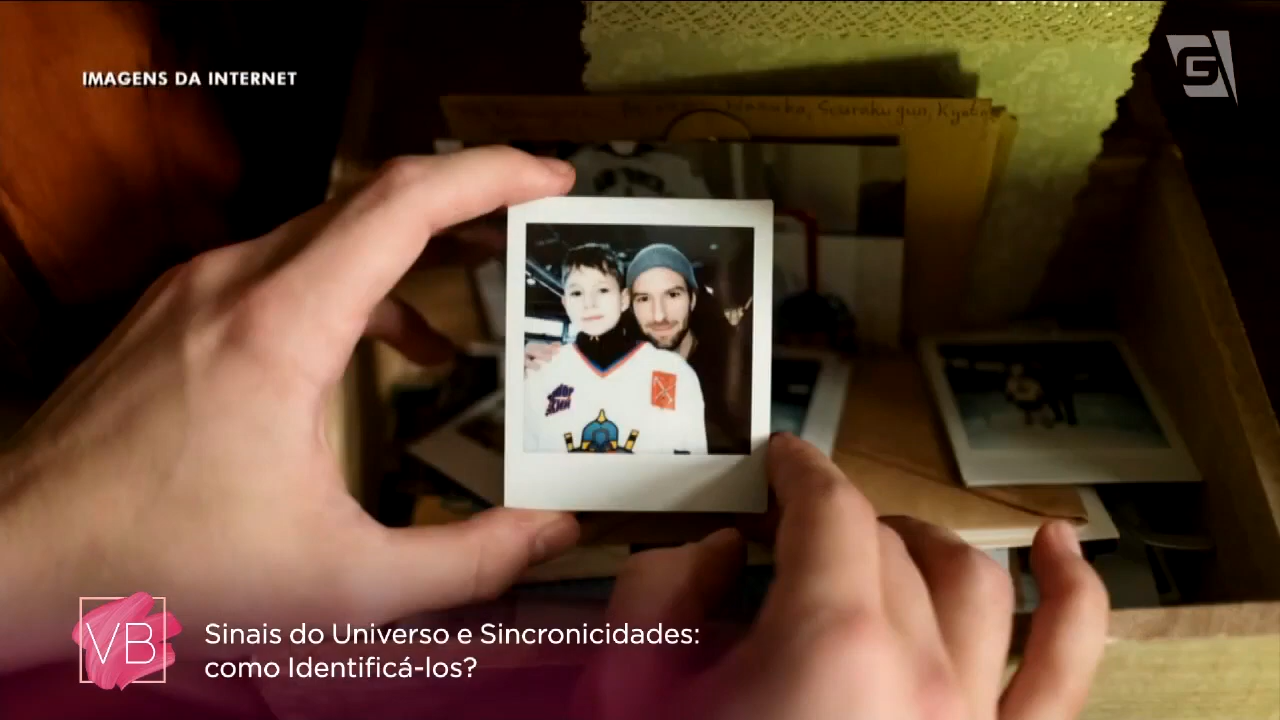 IMAGENS DA INTERNET
G
VB
Sinais do Universo e Sincronicidades:
como Identificá-los?